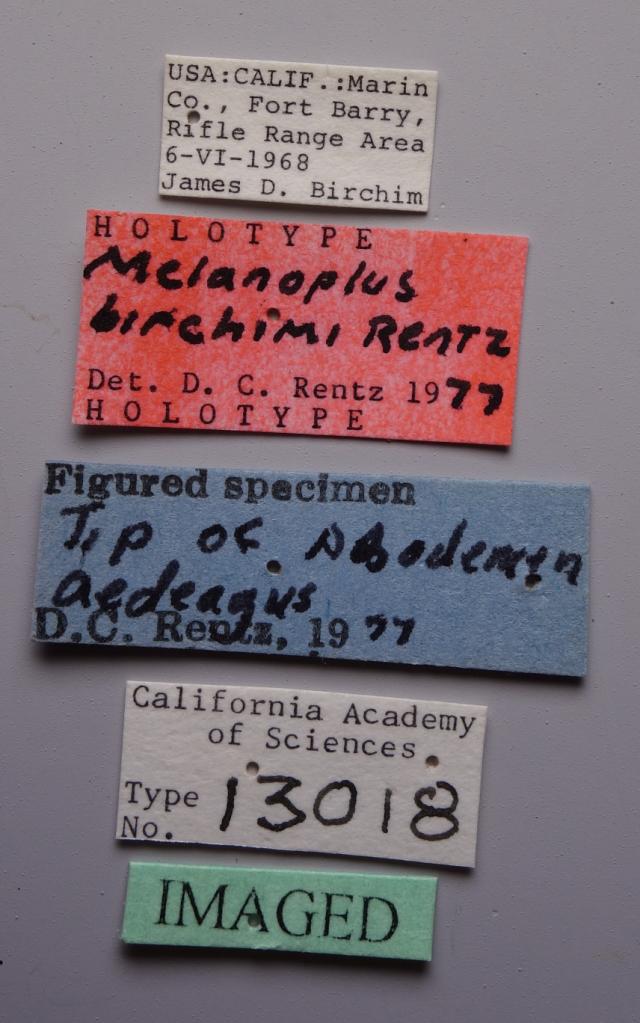 USA:CALIF.:Marin
Co., Fort Barry,
Rifle Range Area
6-VI-1968
James D. Birchim
HOLOTYPE
Melanoplus
birchimi Rentz
Det. D. C. Rentz 1977
HOLOTYPE
Figured specimen
Tip of Abodemen
aedeagus
D.C. Rentz, 1977
California Academy
of Sciences
Type
No. 13018
IMAGED